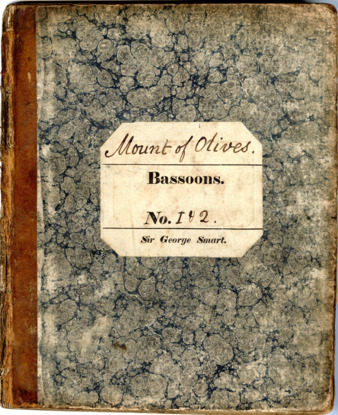 Mount of Olives.
Bassoons.
No. 1 & 2.
Sir George Smart.